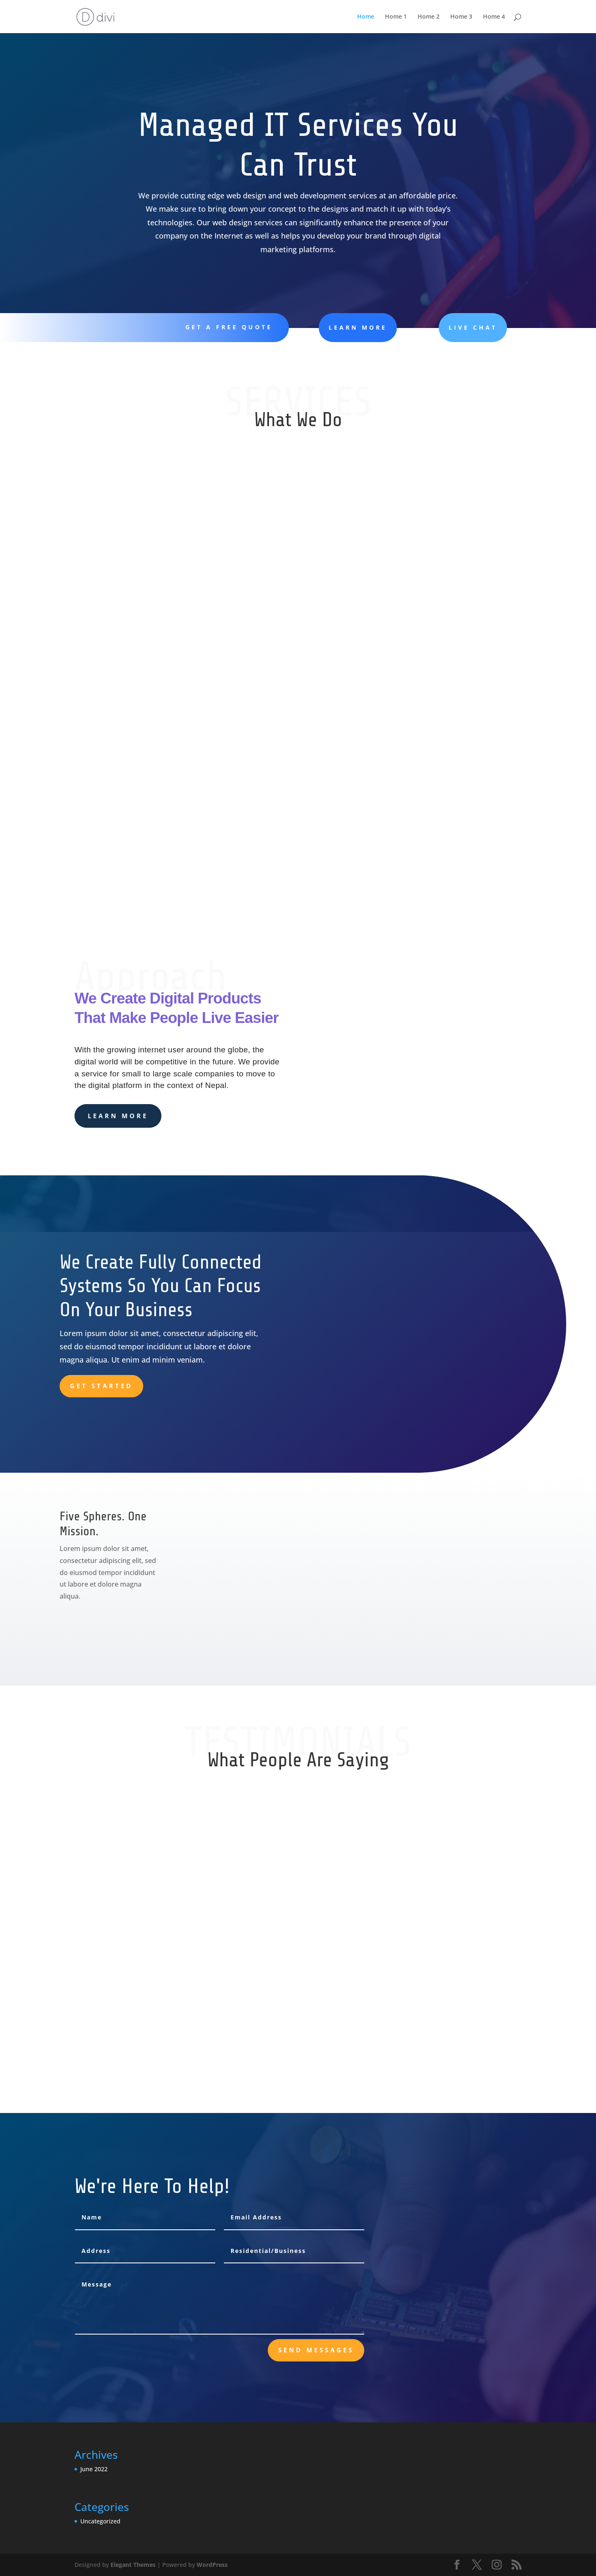 divi
Home Home 1 Home 2 Home 3 Home 4
Managed IT Services You
Can Trust
We provide cutting edge web design and web development services at an affordable price.
We make sure to bring down your concept to the designs and match it up with today's
technologies. Our web design services can significantly enhance the presence of your
company on the Internet as well as helps you develop your brand through digital
marketing platforms.
GET A FREE QUOTE
LEARN MORE
LIVE CHAT
SERVICES
What We Do
Approach
We Create Digital Products
That Make People Live Easier
With the growing internet user around the globe, the
digital world will be competitive in the future. We provide
a service for small to large scale companies to move to
the digital platform in the context of Nepal.
LEARN MORE
We Create Fully Connected
Systems So You Can Focus
On Your Business
Lorem ipsum dolor sit amet, consectetur adipiscing elit,
sed do eiusmod tempor incididunt ut labore et dolore
magna aliqua. Ut enim ad minim veniam.
GET STARTED
Five Spheres. One
Mission.
Lorem ipsum dolor sit amet,
consectetur adipiscing elit, sed
do eiusmod tempor incididunt
ut labore et dolore magna
aliqua.
TESTIMONIALS
What People Are Saying
We're Here To Help!
Name
Email Address
Address
Residential/Business
Message
SEND MESSAGES
Archives
June 2022
Categories
Uncategorized
Designed by Elegant Themes | Powered by WordPress